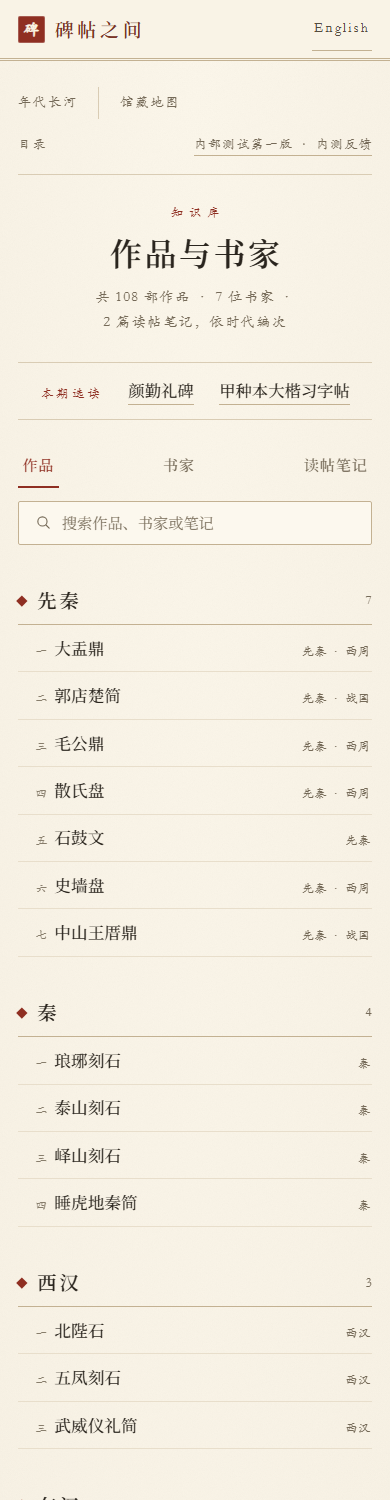 碑 碑帖之间 English
年代长河 馆藏地图
目录 内部测试第一版 · 内测反馈
知识库
作品与书家
共 108 部作品 · 7 位书家 ·
2 篇读帖笔记，依时代编次
本期选读 颜勤礼碑 甲种本大楷习字帖
作品 书家 读帖笔记
搜索作品、书家或笔记
先秦 7
一 大盂鼎 先秦 · 西周
二 郭店楚简 先秦 · 战国
三 毛公鼎 先秦 · 西周
四 散氏盘 先秦 · 西周
五 石鼓文 先秦
六 史墙盘 先秦 · 西周
七 中山王厝鼎 先秦 · 战国
秦 4
一 琅琊刻石 秦
二 泰山刻石 秦
三 峄山刻石 秦
四 睡虎地秦简 秦
西汉 3
一 北陛石 西汉
二 五凤刻石 西汉
三 武威仪礼简 西汉